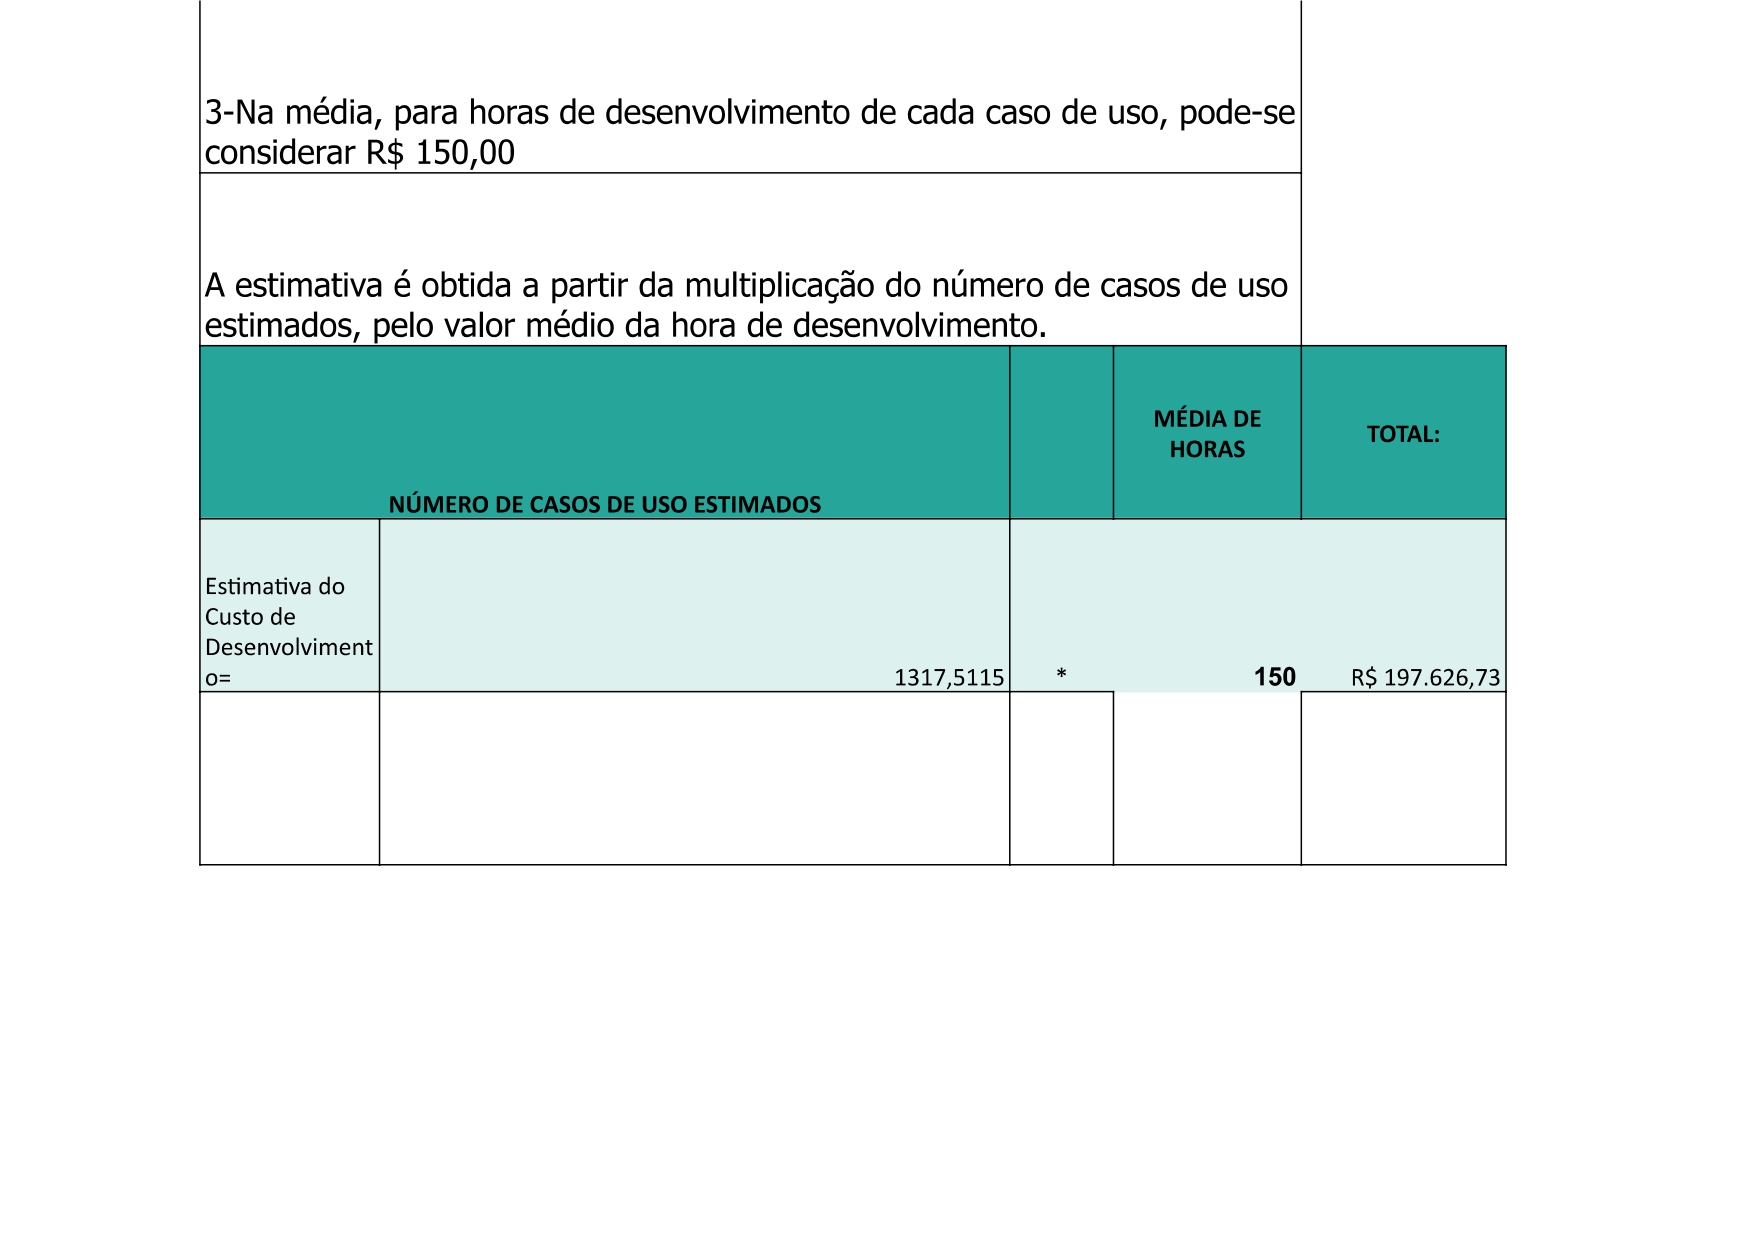 3-Na média, para horas de desenvolvimento de cada caso de uso, pode-se
considerar R$ 150,00
A estimativa é obtida a partir da multiplicação do número de casos de uso
estimados, pelo valor médio da hora de desenvolvimento.
NÚMERO DE CASOS DE USO ESTIMADOS
MÉDIA DE
HORAS
TOTAL:
Estimativa do
Custo de
Desenvolviment
o=
1317,5115
*
150
R$ 197.626,73